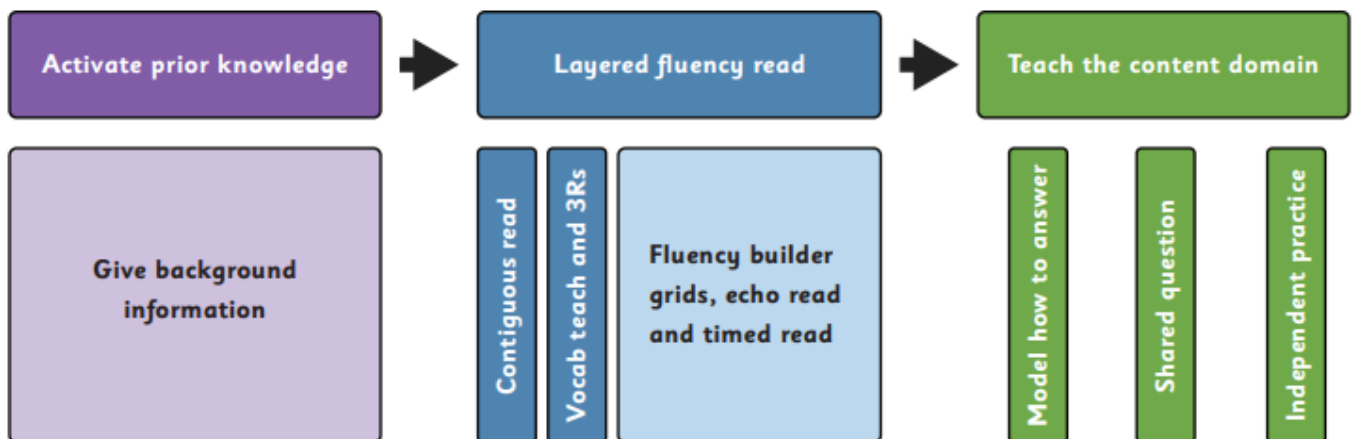 Activate prior knowledge
Layered fluency read
Teach the content domain
Give background
information
Contiguous read
Vocab teach and 3Rs
Fluency builder
grids, echo read
and timed read
Model how to answer
Shared question
Independent practice